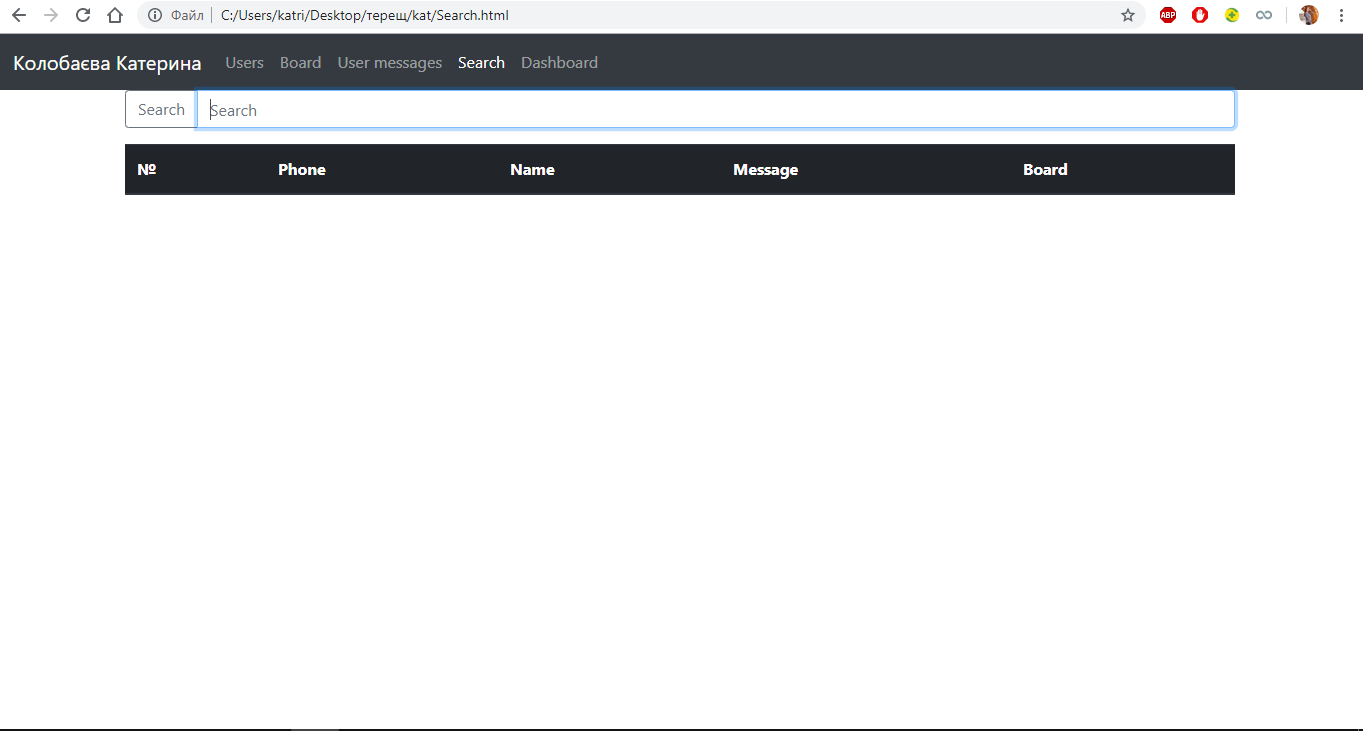 Файл C:/Users/katri/Desktop/терещ/kat/Search.html ABP
Колобаєва Катерина Users Board User messages Search Dashboard
Search Search
№ Phone Name Message Board